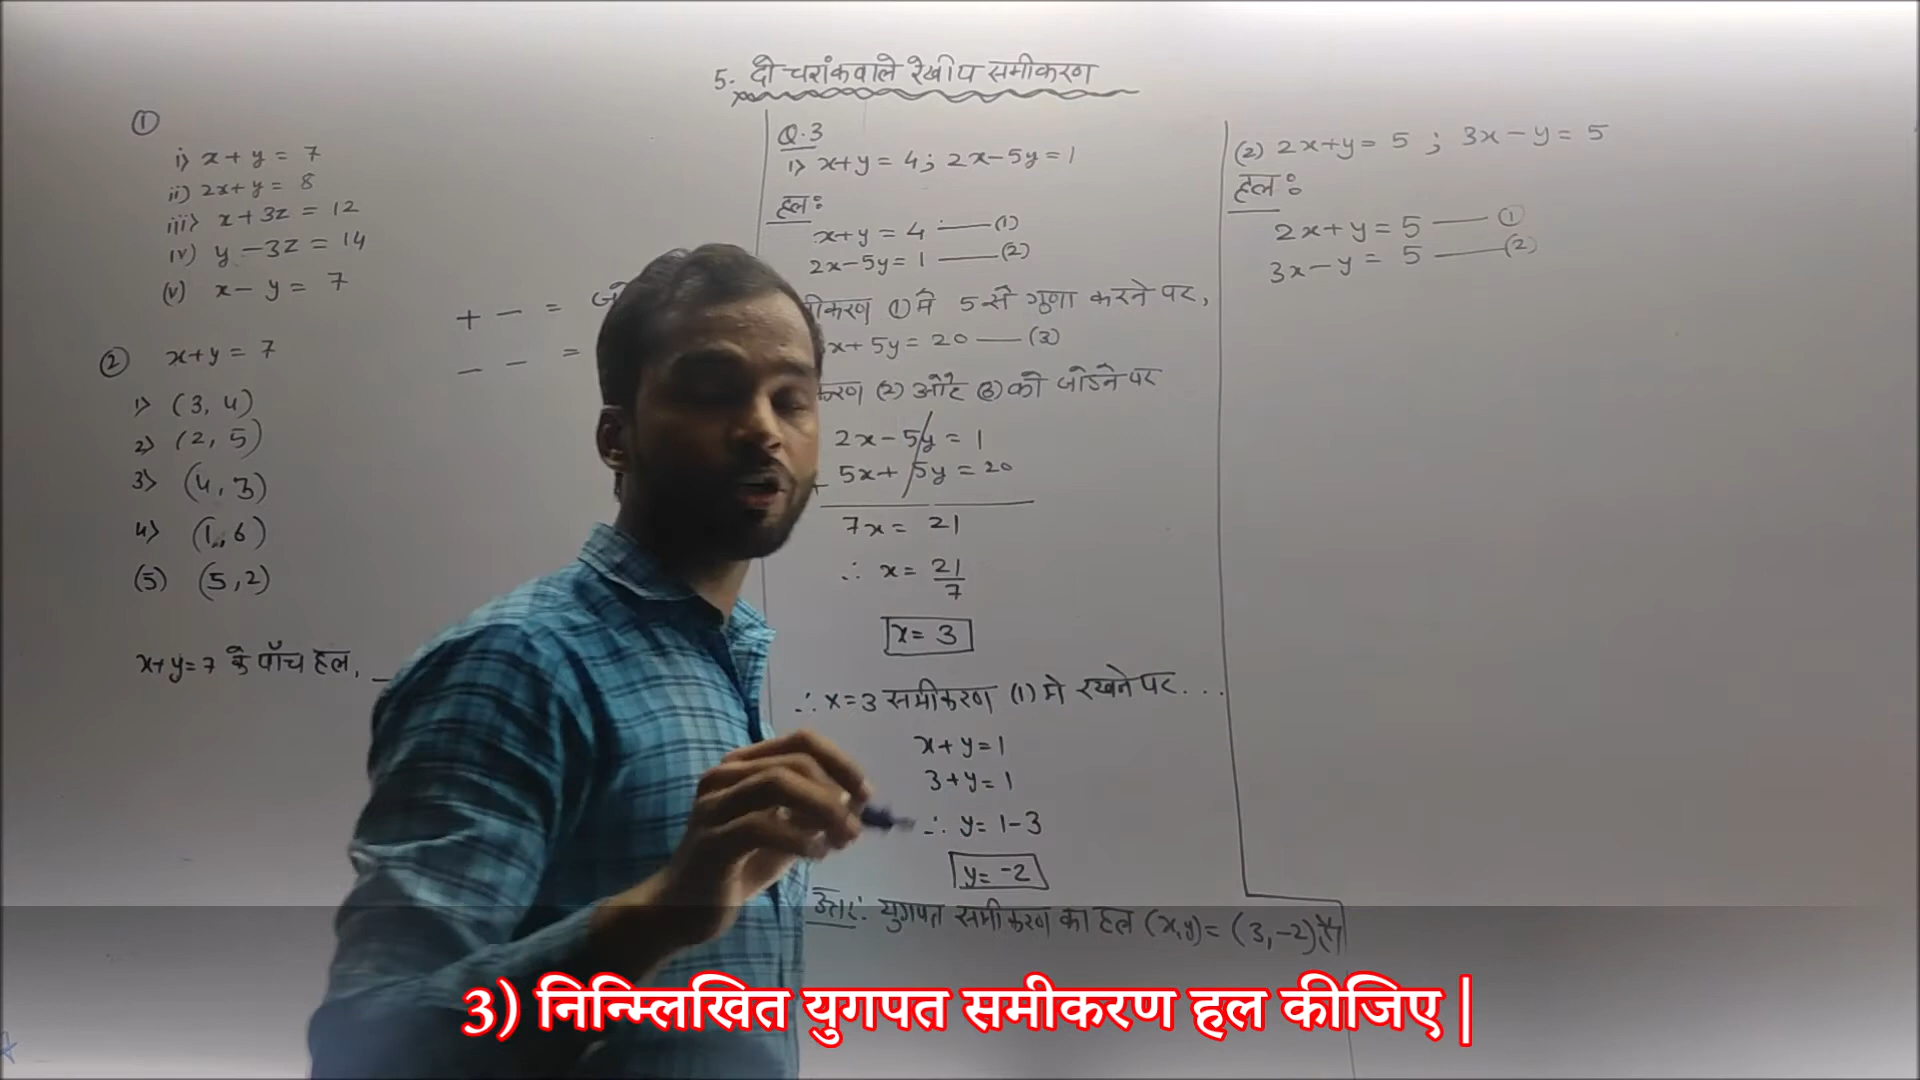 5. दो चरांकवाले रेखीय समीकरण
①
i) x + y = 7
ii) 2x + y = 8
iii) x + 3z = 12
iv) y - 3z = 14
(v) x - y = 7
+ - =
- - =
② x+y = 7
1) (3, 4)
2) (2, 5)
3) (4, 3)
4) (1, 6)
(5) (5, 2)
x+y=7 के पाँच हल,
Q.3
1) x+y = 4; 2x-5y = 1
हल:
x+y = 4 —— (1)
2x-5y = 1 —— (2)
मीकरण ① मे 5 से गुणा करने पर,
x + 5y = 20 —— (3)
करण (2) और (3) को जोडने पर
2x - 5y = 1
+ 5x + 5y = 20
7x = 21
∴ x = 21/7
x = 3
∴ x=3 समीकरण (1) मे रखने पर...
x + y = 1
3 + y = 1
∴ y = 1-3
y = -2
उत्तर: युगपत समीकरण का हल (x,y) = (3,-2) है|
(2) 2x+y = 5 ; 3x-y = 5
हल:
2x + y = 5 —— ①
3x - y = 5 —— (2)
3) निन्म्लिखित युगपत समीकरण हल कीजिए |